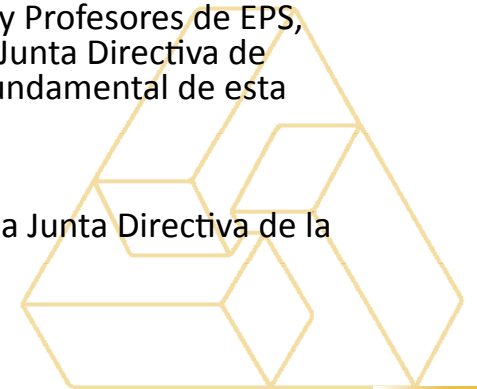 y Profesores de EPS,
Junta Directiva de
undamental de esta
a Junta Directiva de la